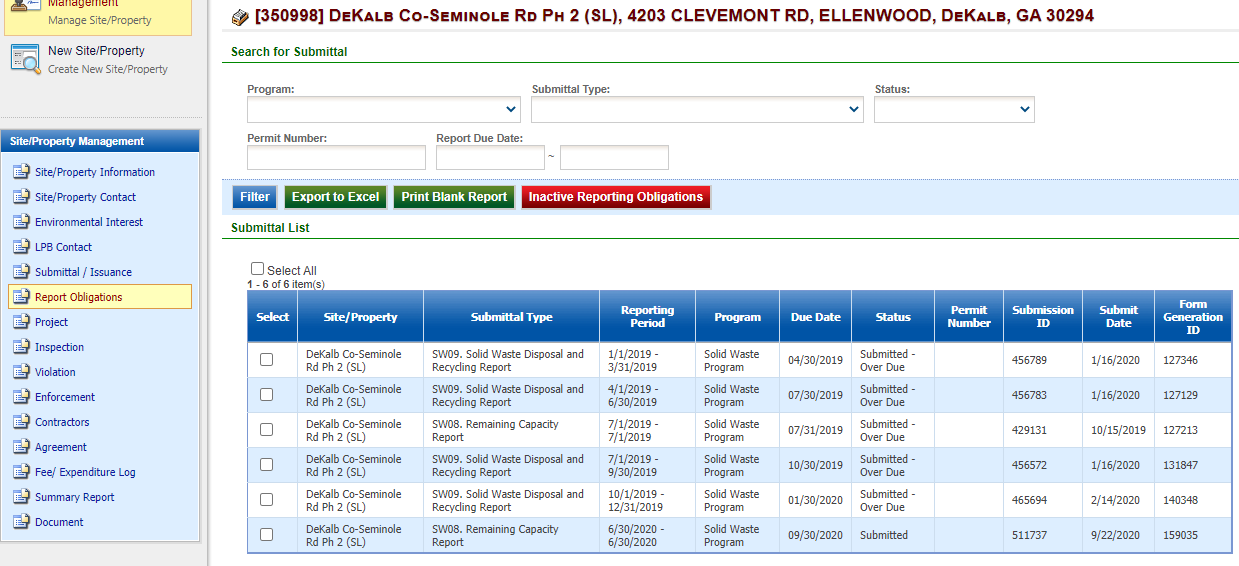 Management
Manage Site/Property
New Site/Property
Create New Site/Property
Site/Property Management
Site/Property Information
Site/Property Contact
Environmental Interest
LPB Contact
Submittal / Issuance
Report Obligations
Project
Inspection
Violation
Enforcement
Contractors
Agreement
Fee/ Expenditure Log
Summary Report
Document
[350998] DeKalb Co-Seminole Rd Ph 2 (SL), 4203 CLEVEMONT RD, ELLENWOOD, DeKalb, GA 30294
Search for Submittal
Program: Submittal Type: Status:
Permit Number: Report Due Date:
~
Filter Export to Excel Print Blank Report Inactive Reporting Obligations
Submittal List
Select All
1 - 6 of 6 item(s)
Select Site/Property Submittal Type Reporting Period Program Due Date Status Permit Number Submission ID Submit Date Form Generation ID
DeKalb Co-Seminole SW09. Solid Waste Disposal and 1/1/2019 - Solid Waste 04/30/2019 Submitted - 456789 1/16/2020 127346
Rd Ph 2 (SL) Recycling Report 3/31/2019 Program Over Due
DeKalb Co-Seminole SW09. Solid Waste Disposal and 4/1/2019 - Solid Waste 07/30/2019 Submitted - 456783 1/16/2020 127129
Rd Ph 2 (SL) Recycling Report 6/30/2019 Program Over Due
DeKalb Co-Seminole SW08. Remaining Capacity 7/1/2019 - Solid Waste 07/31/2019 Submitted - 429131 10/15/2019 127213
Rd Ph 2 (SL) Report 7/1/2019 Program Over Due
DeKalb Co-Seminole SW09. Solid Waste Disposal and 7/1/2019 - Solid Waste 10/30/2019 Submitted - 456572 1/16/2020 131847
Rd Ph 2 (SL) Recycling Report 9/30/2019 Program Over Due
DeKalb Co-Seminole SW09. Solid Waste Disposal and 10/1/2019 - Solid Waste 01/30/2020 Submitted - 465694 2/14/2020 140348
Rd Ph 2 (SL) Recycling Report 12/31/2019 Program Over Due
DeKalb Co-Seminole SW08. Remaining Capacity 6/30/2020 - Solid Waste 09/30/2020 Submitted 511737 9/22/2020 159035
Rd Ph 2 (SL) Report 6/30/2020 Program